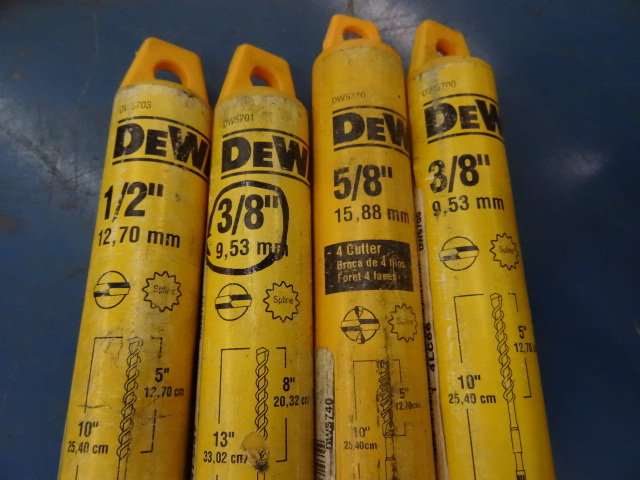 DW5703
DEW
1/2"
12,70 mm
Spline
5"
12,70 cm
10"
25,40 cm
DW5701
DEW
3/8"
9,53 mm
Spline
8"
20,32 cm
13"
33,02 cm
DEW
5/8"
15,88 mm
4 Cutter
Broca de 4 filos
Foret 4 faces
Spline
5"
12,70cm
10"
25,40 cm
DW5740
DW5700
DEW
3/8"
9,53 mm
Spline
5"
12,70
10"
25,40 cm